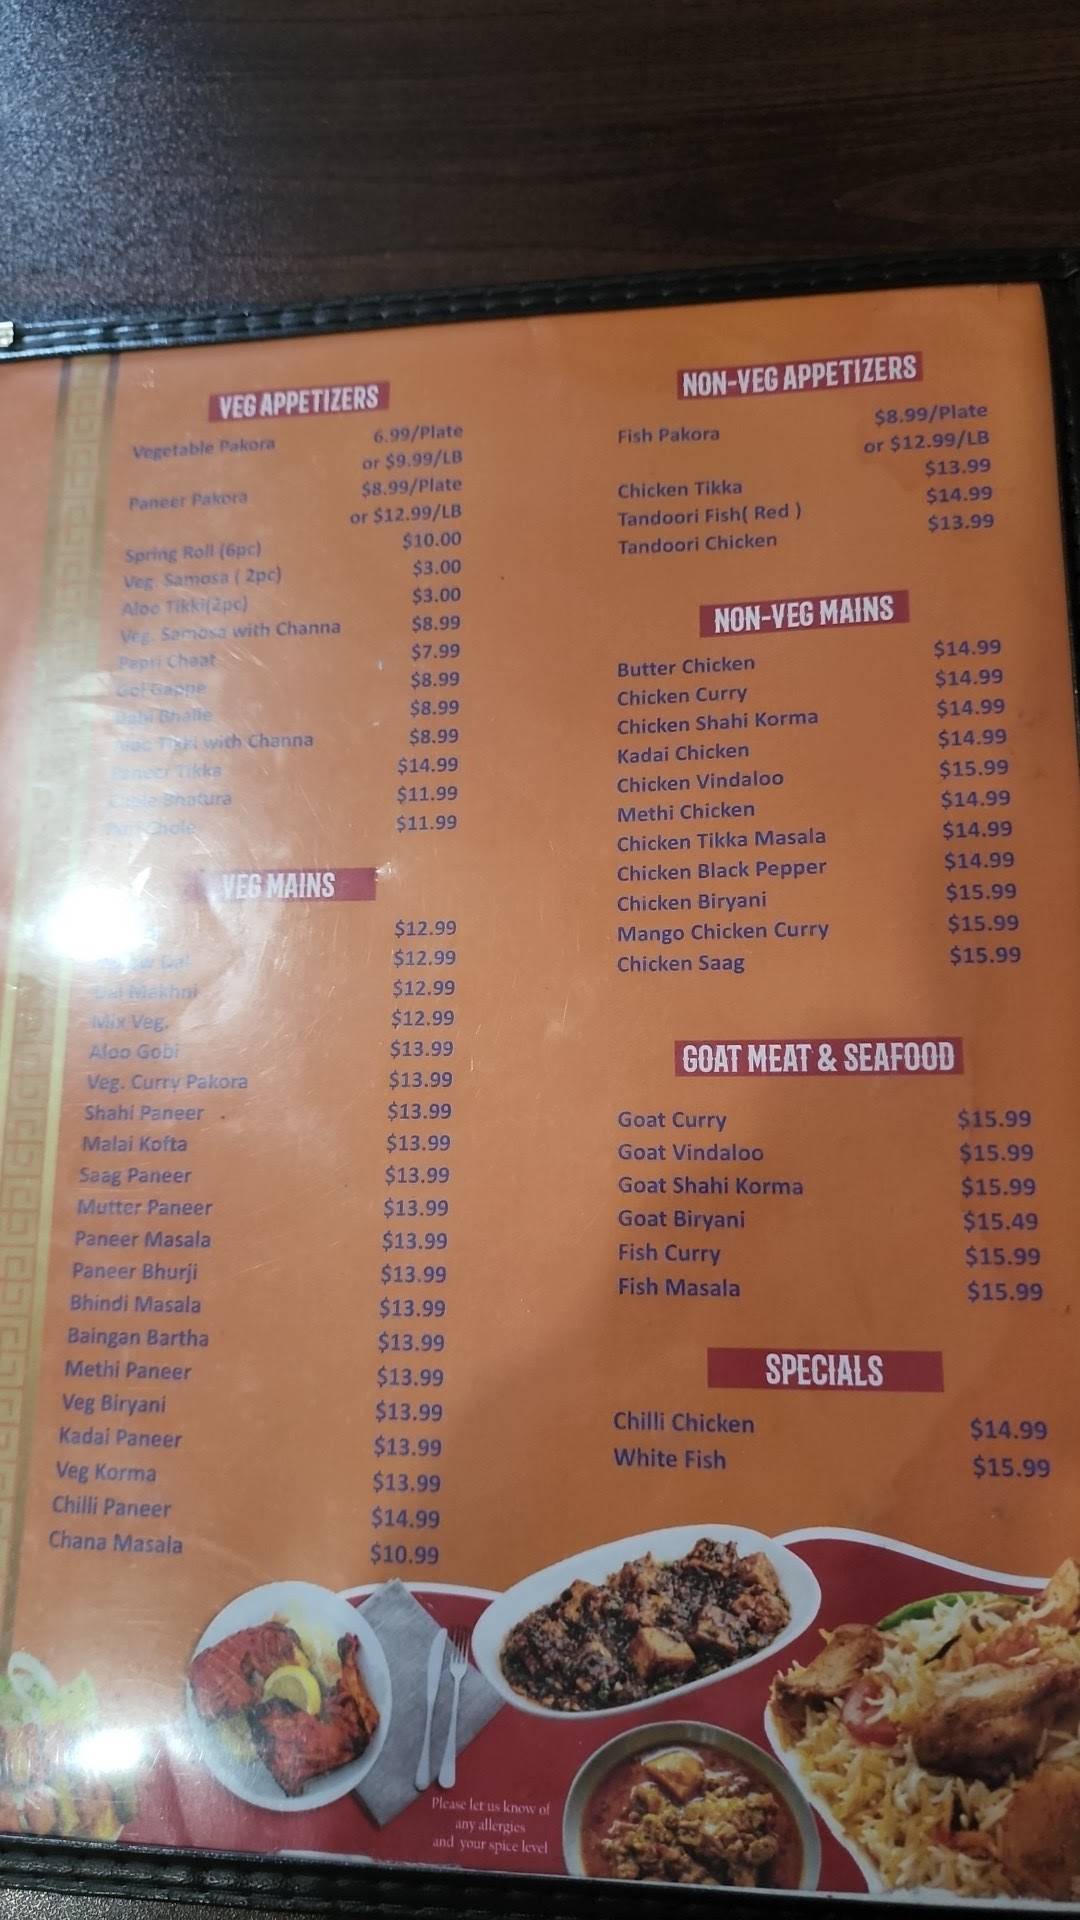 VEG APPETIZERS
Vegetable Pakora 6.99/Plate
or $9.99/LB
Paneer Pakora $8.99/Plate
or $12.99/LB
Spring Roll (6pc) $10.00
Veg. Samosa ( 2pc) $3.00
Aloo Tikki(2pc) $3.00
Veg. Samosa with Channa $8.99
Papri Chaat $7.99
Gol Gappe $8.99
Dahi Bhalle $8.99
Aloo Tikki with Channa $8.99
Paneer Tikka $14.99
Chole Bhatura $11.99
Puri Chole $11.99
VEG MAINS
$12.99
Yellow Dal $12.99
Dal Makhni $12.99
Mix Veg. $12.99
Aloo Gobi $13.99
Veg. Curry Pakora $13.99
Shahi Paneer $13.99
Malai Kofta $13.99
Saag Paneer $13.99
Mutter Paneer $13.99
Paneer Masala $13.99
Paneer Bhurji $13.99
Bhindi Masala $13.99
Baingan Bartha $13.99
Methi Paneer $13.99
Veg Biryani $13.99
Kadai Paneer $13.99
Veg Korma $13.99
Chilli Paneer $14.99
Chana Masala $10.99
NON-VEG APPETIZERS
Fish Pakora $8.99/Plate
or $12.99/LB
Chicken Tikka $13.99
Tandoori Fish( Red ) $14.99
Tandoori Chicken $13.99
NON-VEG MAINS
Butter Chicken $14.99
Chicken Curry $14.99
Chicken Shahi Korma $14.99
Kadai Chicken $14.99
Chicken Vindaloo $15.99
Methi Chicken $14.99
Chicken Tikka Masala $14.99
Chicken Black Pepper $14.99
Chicken Biryani $15.99
Mango Chicken Curry $15.99
Chicken Saag $15.99
GOAT MEAT & SEAFOOD
Goat Curry $15.99
Goat Vindaloo $15.99
Goat Shahi Korma $15.99
Goat Biryani $15.49
Fish Curry $15.99
Fish Masala $15.99
SPECIALS
Chilli Chicken $14.99
White Fish $15.99
Please let us know of
any allergies
and your spice level